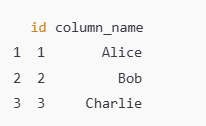 id column_name
1 1 Alice
2 2 Bob
3 3 Charlie